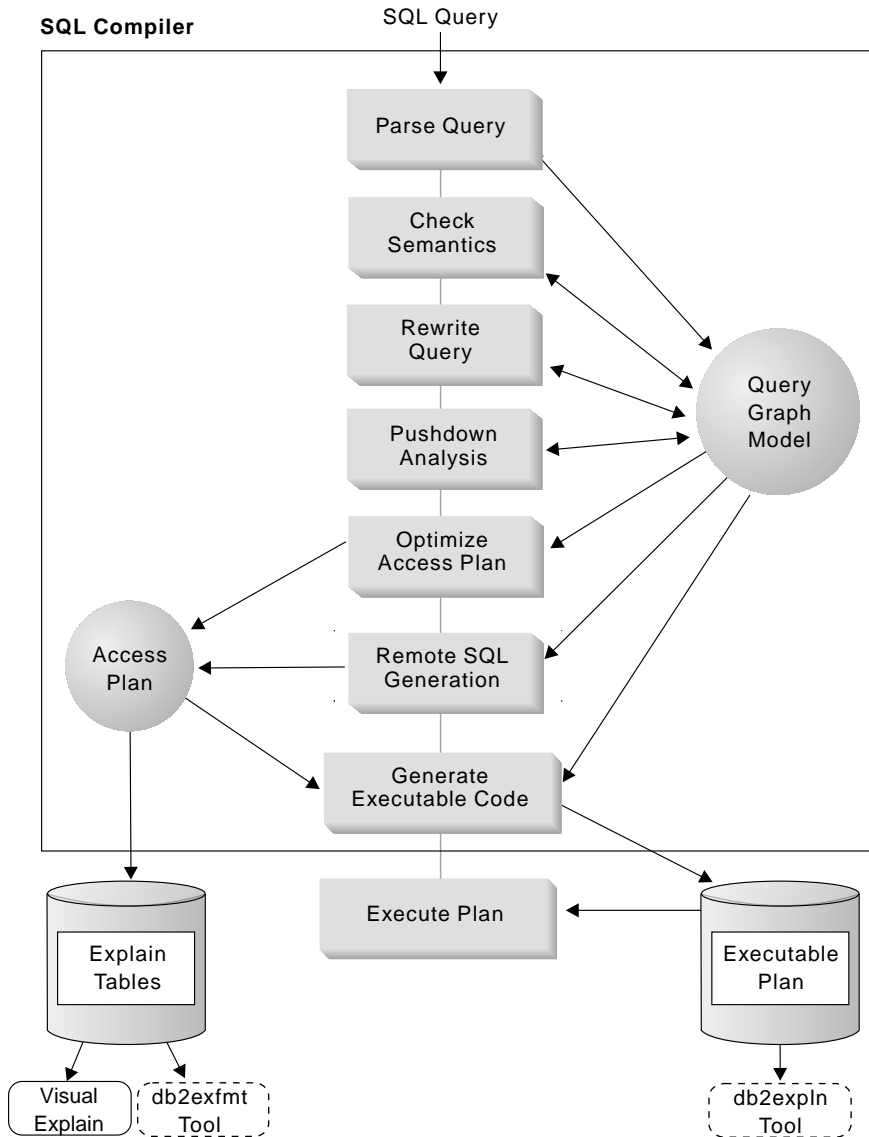 SQL Query
SQL Compiler
Parse Query
Check
Semantics
Rewrite
Query
Query
Graph
Model
Pushdown
Analysis
Optimize
Access Plan
Access
Plan
Remote SQL
Generation
Generate
Executable Code
Execute Plan
Explain
Tables
Executable
Plan
Visual
Explain
db2exfmt
Tool
db2expln
Tool